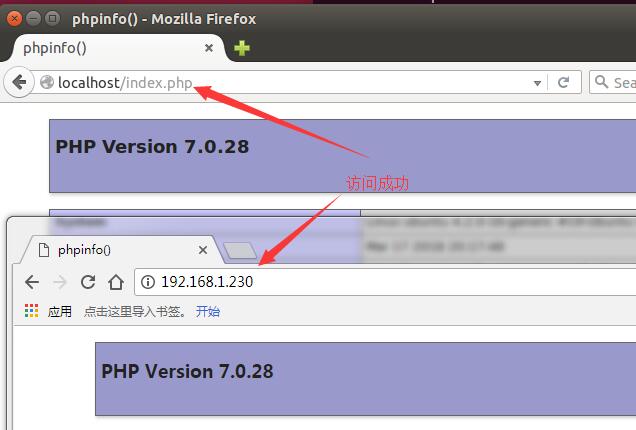 phpinfo() - Mozilla Firefox
phpinfo()
localhost/index.php
Search
PHP Version 7.0.28
访问成功
System
phpinfo()
192.168.1.230
应用 点击这里导入书签。 开始
PHP Version 7.0.28